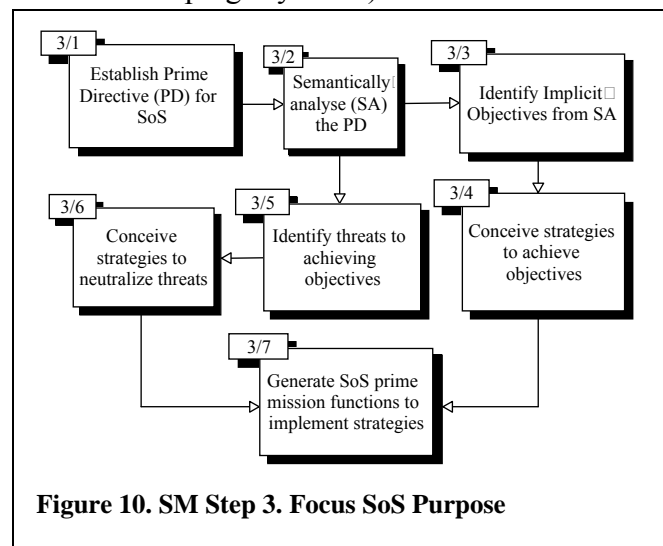 3/1
Establish Prime
Directive (PD) for
SoS
3/2
Semantically
analyse (SA)
the PD
3/3
Identify Implicit
Objectives from SA
3/4
Conceive strategies
to achieve
objectives
3/5
Identify threats to
achieving
objectives
3/6
Conceive
strategies to
neutralize threats
3/7
Generate SoS prime
mission functions to
implement strategies
Figure 10. SM Step 3. Focus SoS Purpose